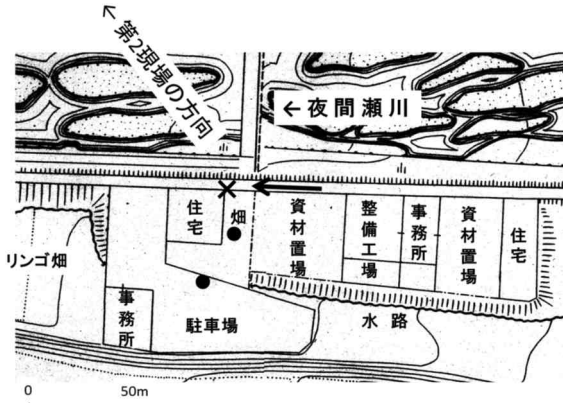 ←第2現場の方向
←夜間瀬川
住宅
畑
資材置場
整備工場
事務所
資材置場
住宅
リンゴ畑
事務所
駐車場
水路
0 50m